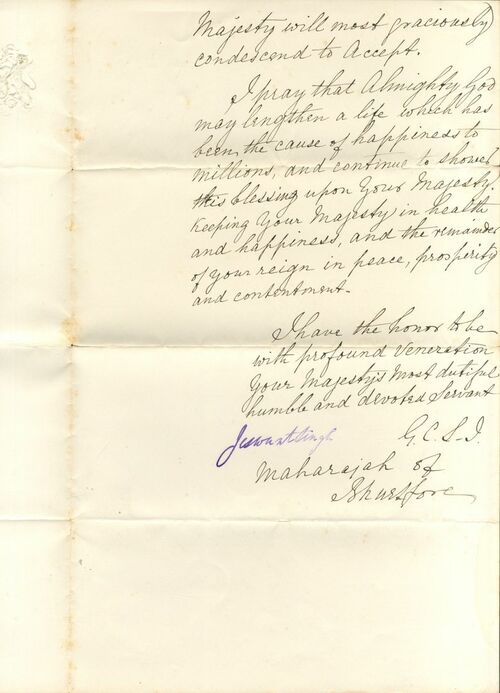 Majesty will most graciously
condescend to Accept.
I pray that Almighty God
may lengthen a life which has
been the cause of happiness to
millions, and continue to shower
this blessing upon Your Majesty.
Keeping Your Majesty in health
and happiness, and the remainder
of your reign in peace, prosperity
and contentment.
I have the honor to be
with profound Veneration
Your Majesty's Most dutiful
humble and devoted Servant
Jeswunt Singh
G.C.S.I.
Maharajah of
Bhurtpore